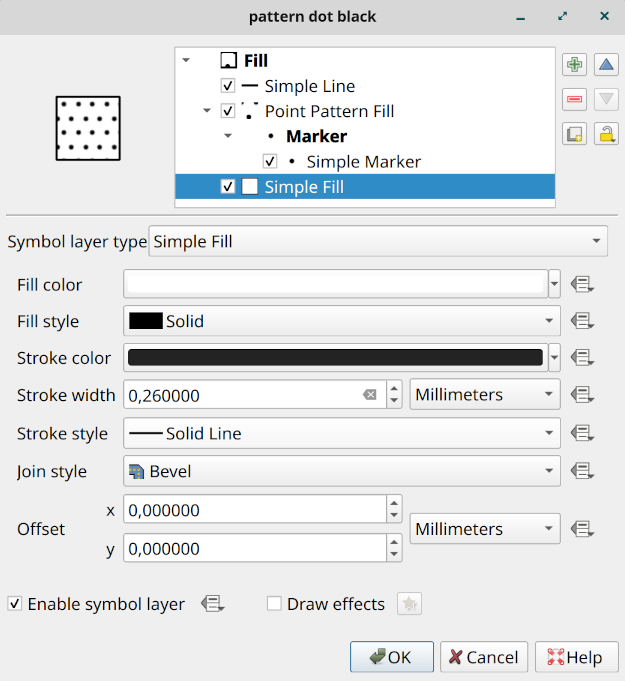 pattern dot black
Fill
Simple Line
Point Pattern Fill
Marker
Simple Marker
Simple Fill
Symbol layer type Simple Fill
Fill color
Fill style Solid
Stroke color
Stroke width 0,260000 Millimeters
Stroke style Solid Line
Join style Bevel
x 0,000000
Offset Millimeters
y 0,000000
Enable symbol layer Draw effects
OK Cancel Help